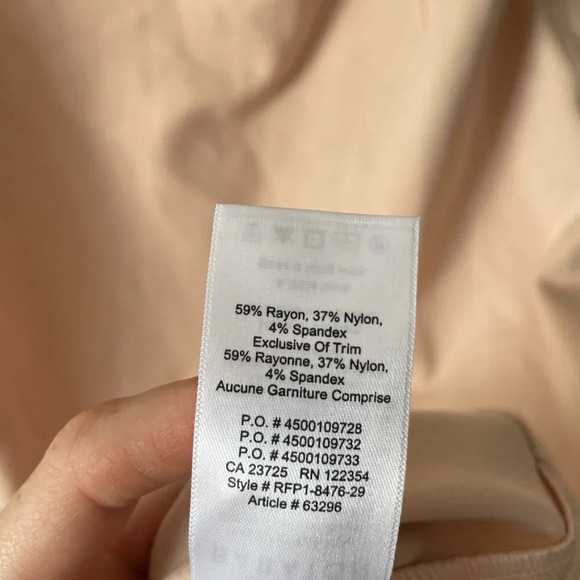 59% Rayon, 37% Nylon,
4% Spandex
Exclusive Of Trim
59% Rayonne, 37% Nylon,
4% Spandex
Aucune Garniture Comprise
P.O. # 4500109728
P.O. # 4500109732
P.O. # 4500109733
CA 23725 RN 122354
Style # RFP1-8476-29
Article # 63296